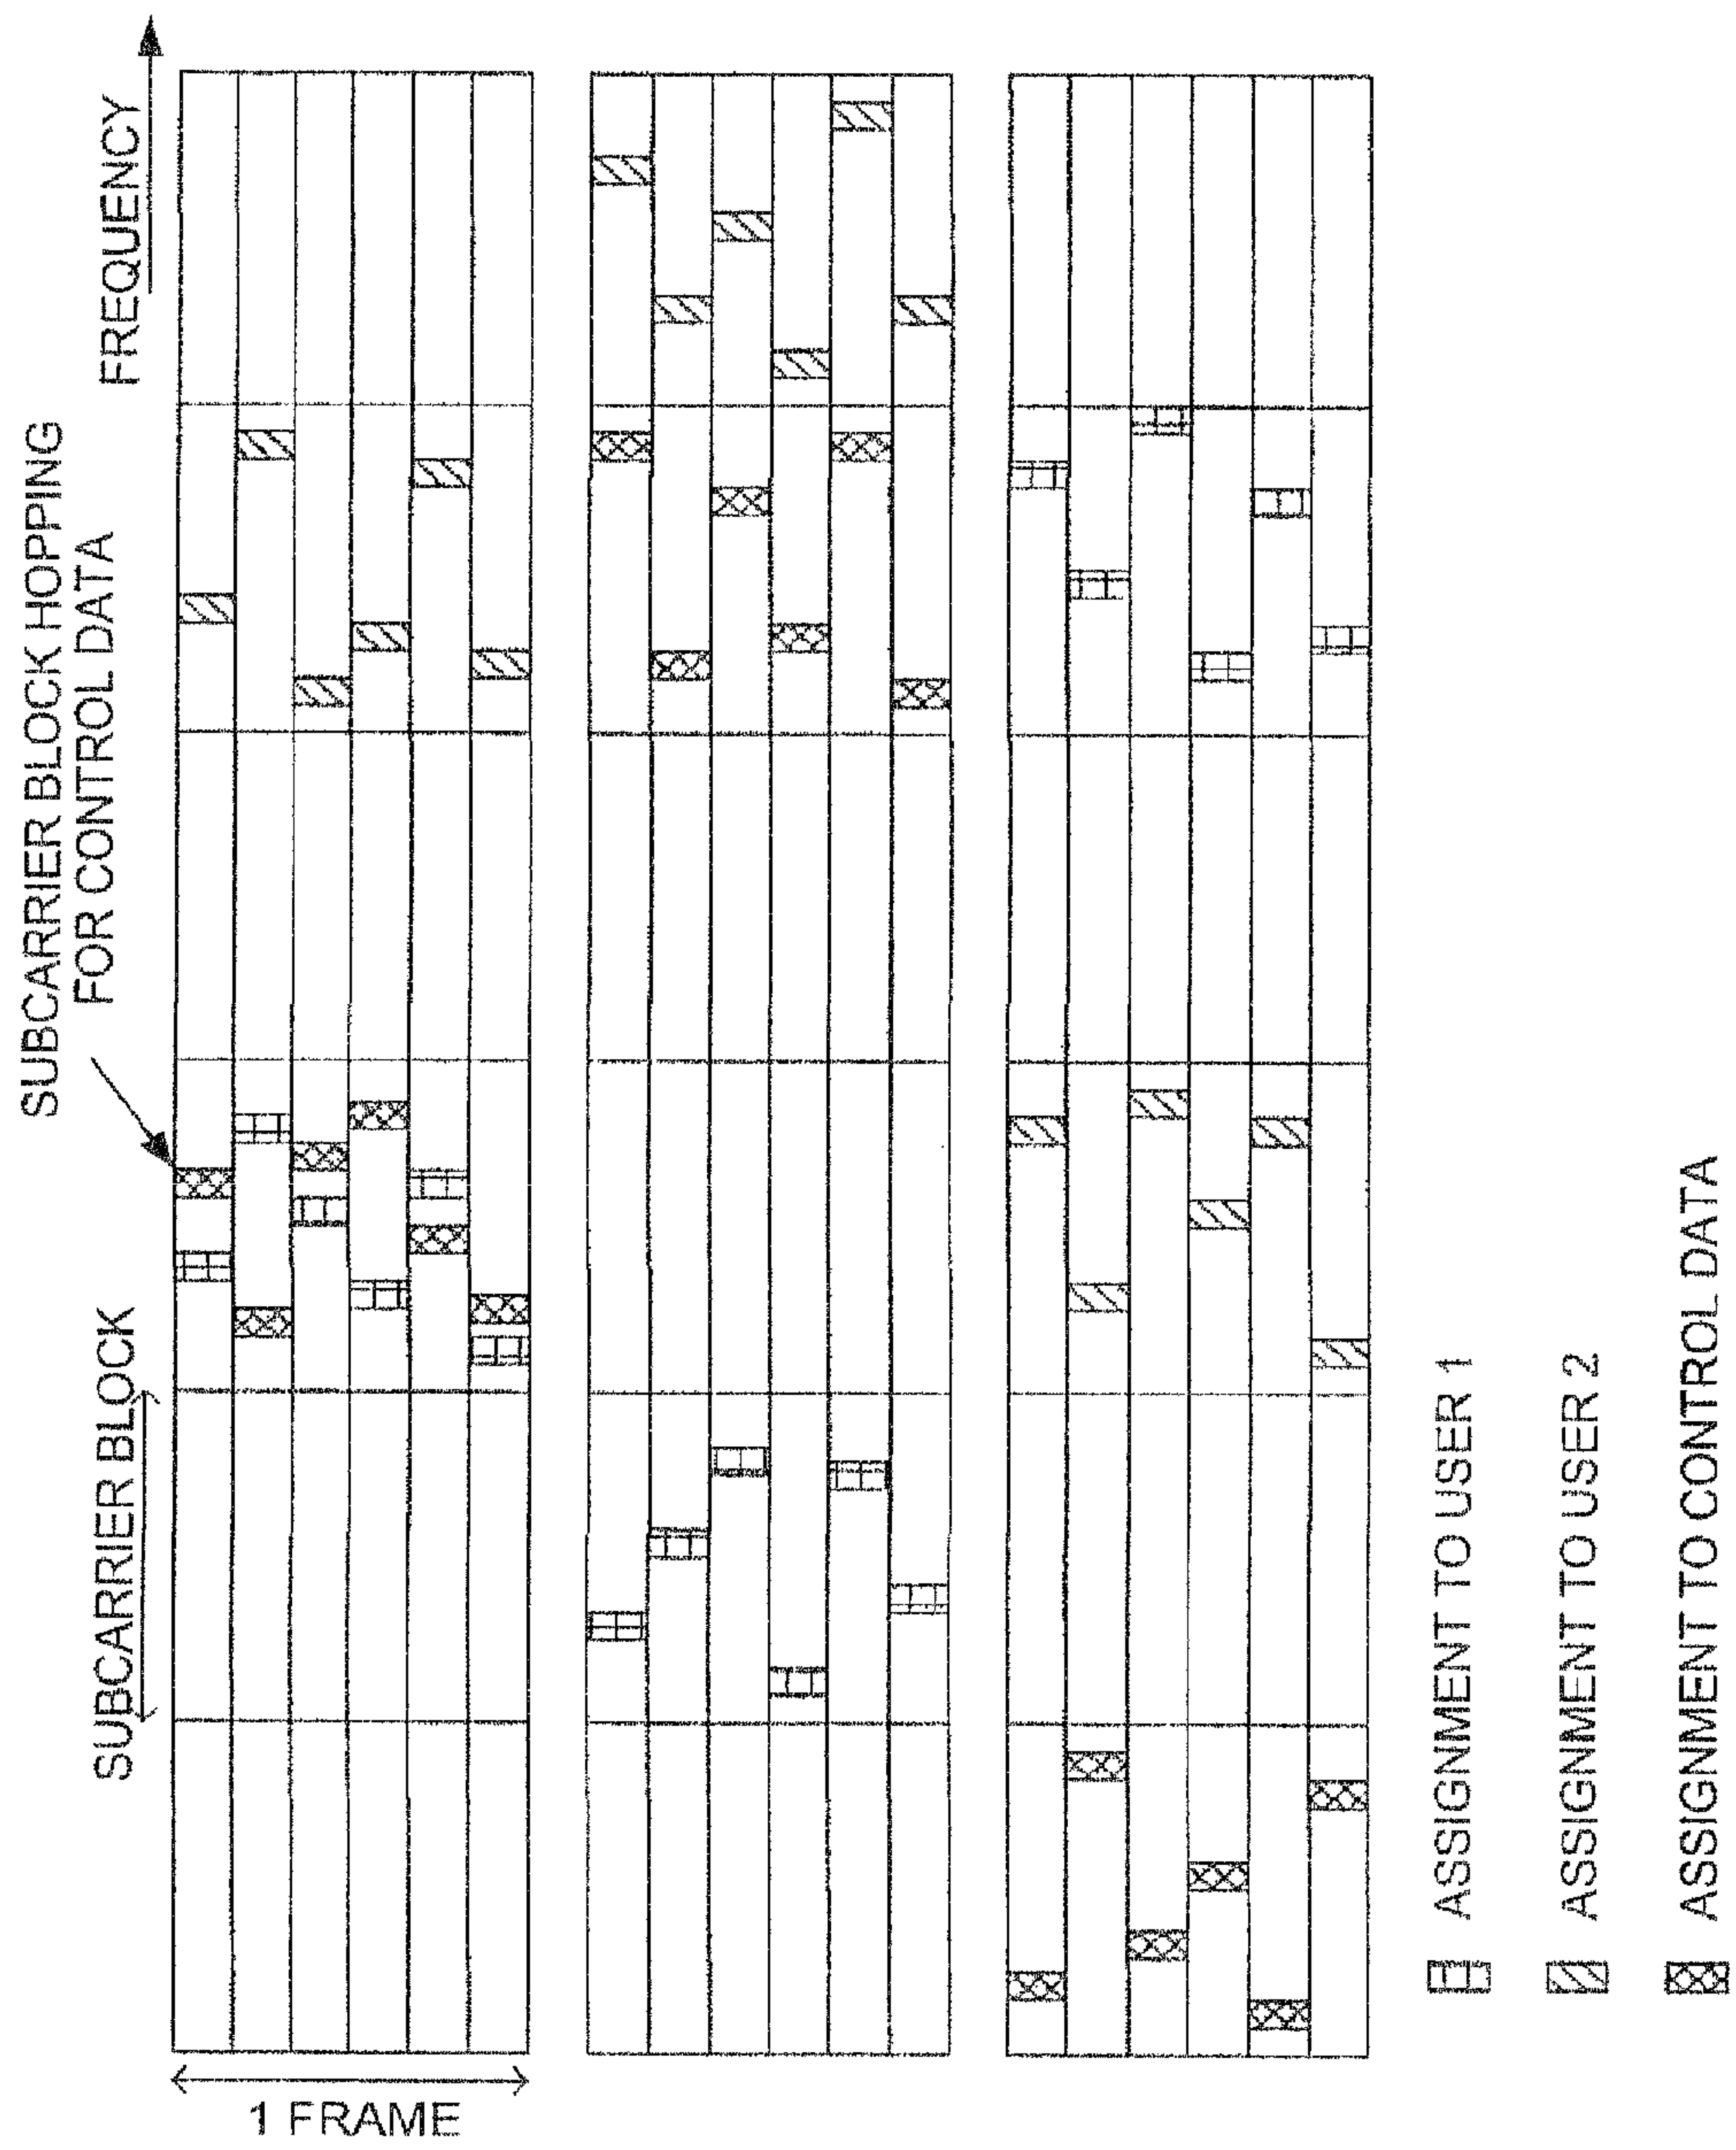 SUBCARRIER BLOCK HOPPING
FOR CONTROL DATA
FREQUENCY
SUBCARRIER BLOCK
1 FRAME
ASSIGNMENT TO USER 1
ASSIGNMENT TO USER 2
ASSIGNMENT TO CONTROL DATA